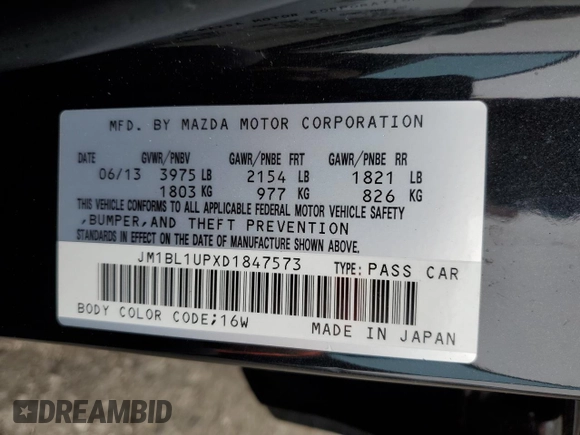 MFD. BY MAZDA MOTOR CORPORATION
DATE GVWR/PNBV GAWR/PNBE FRT GAWR/PNBE RR
06/13 3975 LB 2154 LB 1821 LB
1803 KG 977 KG 826 KG
THIS VEHICLE CONFORMS TO ALL APPLICABLE FEDERAL MOTOR VEHICLE SAFETY
,BUMPER,AND THEFT PREVENTION
STANDARDS IN EFFECT ON THE DATE OF MANUFACTURE SHOWN ABOVE.
JM1BL1UPXD1847573 TYPE: PASS CAR
BODY COLOR CODE;16W MADE IN JAPAN
DREAMBID